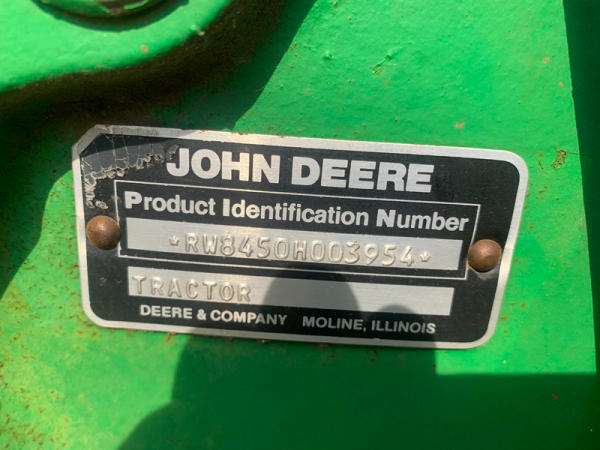 JOHN DEERE
Product Identification Number
*RW8450H003954*
TRACTOR
DEERE & COMPANY MOLINE, ILLINOIS